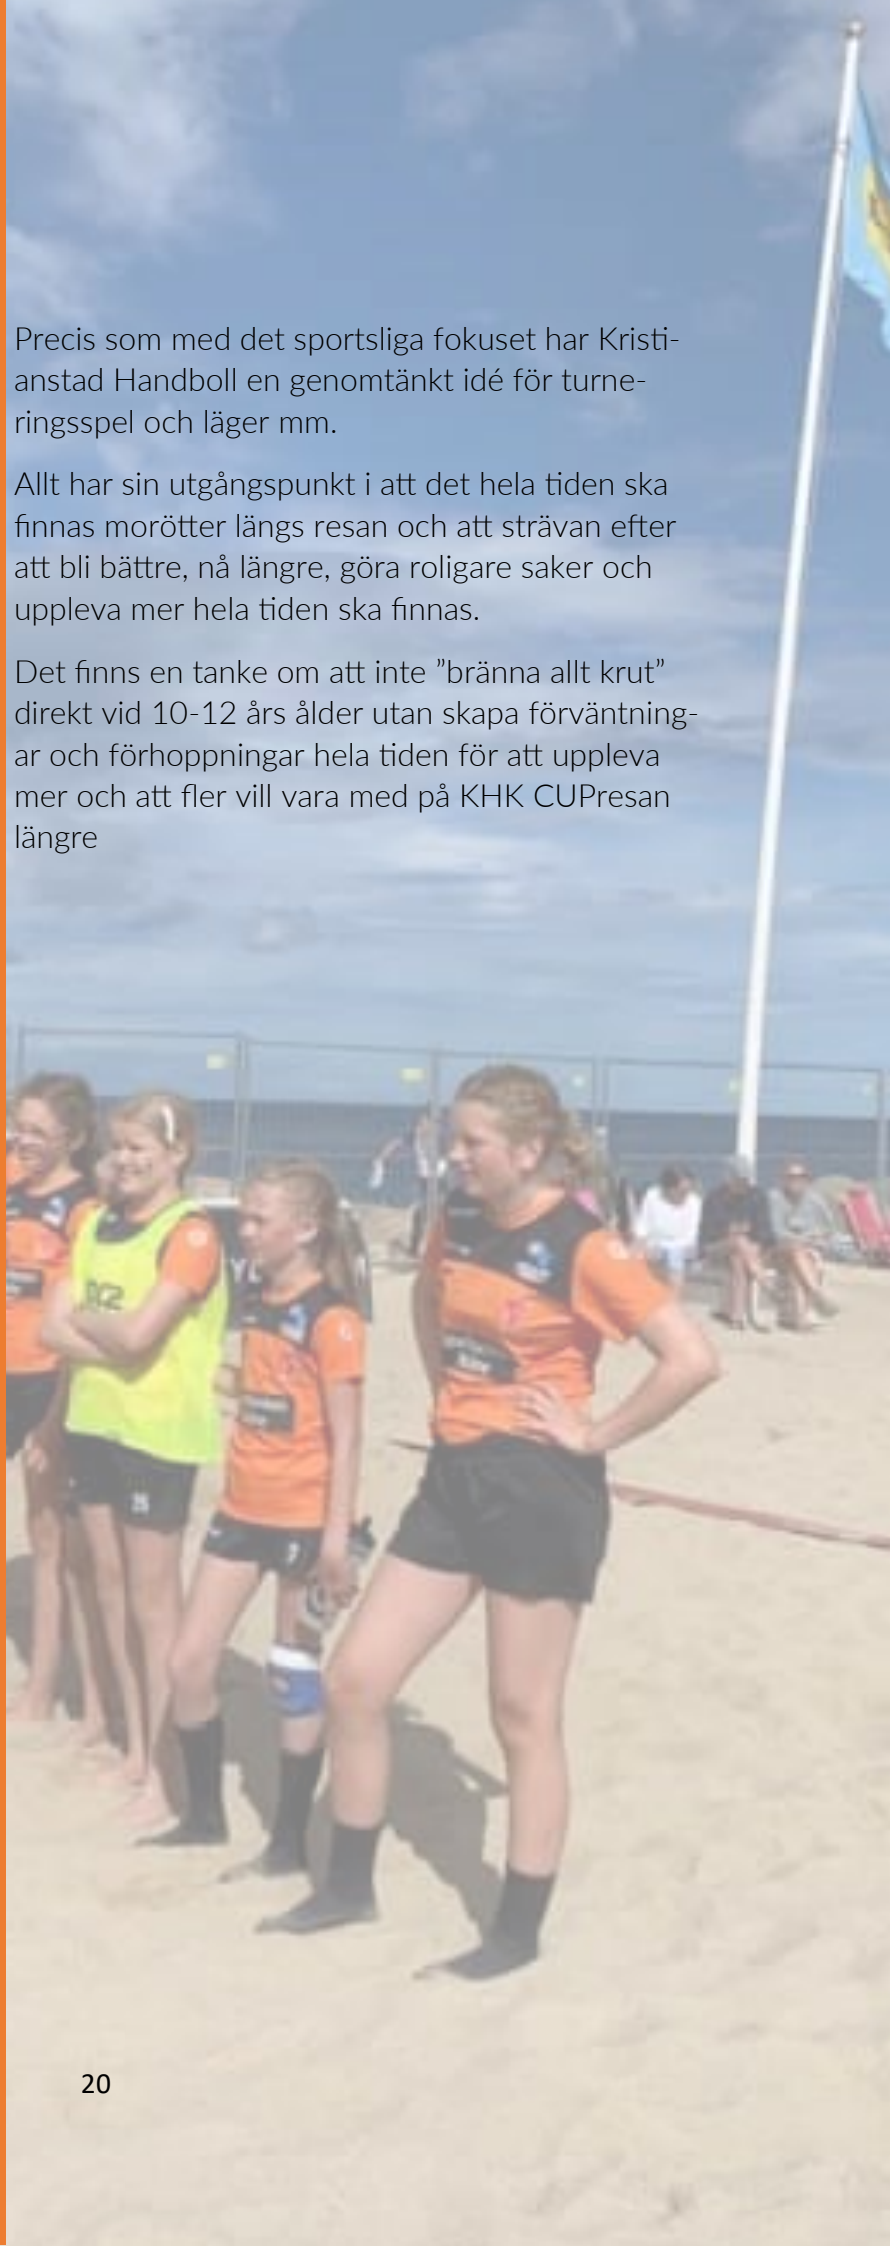 Precis som med det sportsliga fokuset har Kristi-
anstad Handboll en genomtänkt idé för turne-
ringsspel och läger mm.
Allt har sin utgångspunkt i att det hela tiden ska
finnas morötter längs resan och att strävan efter
att bli bättre, nå längre, göra roligare saker och
uppleva mer hela tiden ska finnas.
Det finns en tanke om att inte ”bränna allt krut”
direkt vid 10-12 års ålder utan skapa förväntning-
ar och förhoppningar hela tiden för att uppleva
mer och att fler vill vara med på KHK CUPresan
längre
20